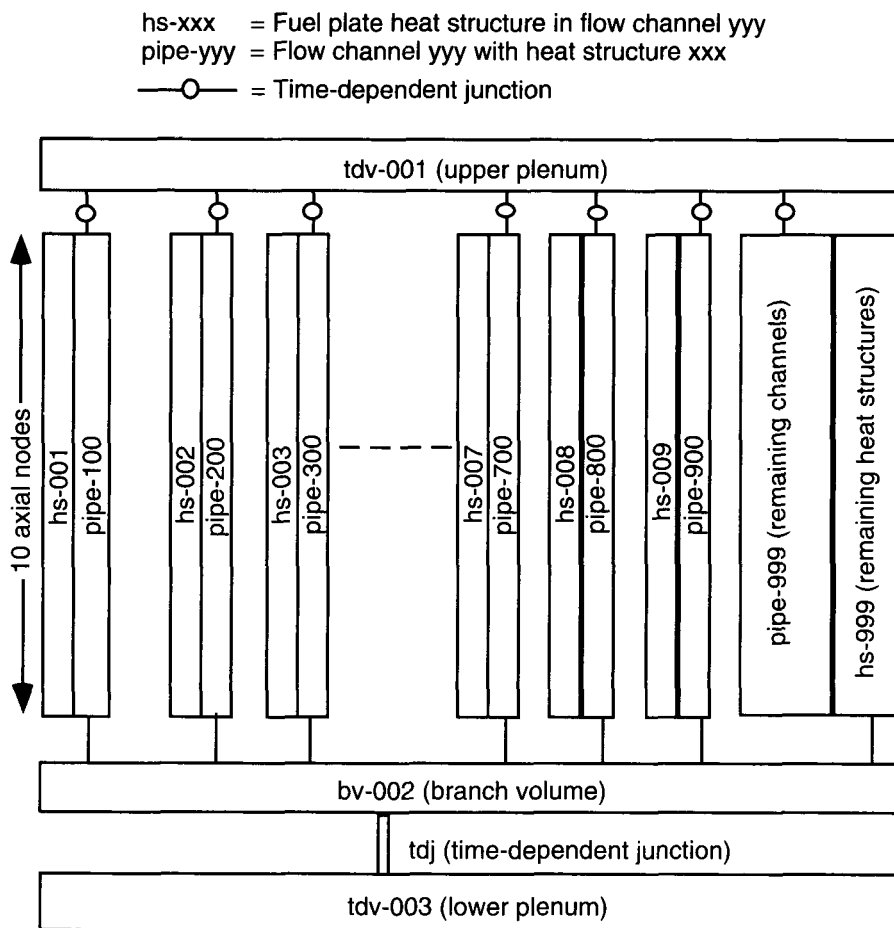 hs-xxx = Fuel plate heat structure in flow channel yyy
pipe-yyy = Flow channel yyy with heat structure xxx
= Time-dependent junction
tdv-001 (upper plenum)
10 axial nodes
hs-001
pipe-100
hs-002
pipe-200
hs-003
pipe-300
hs-007
pipe-700
hs-008
pipe-800
hs-009
pipe-900
pipe-999 (remaining channels)
hs-999 (remaining heat structures)
bv-002 (branch volume)
tdj (time-dependent junction)
tdv-003 (lower plenum)